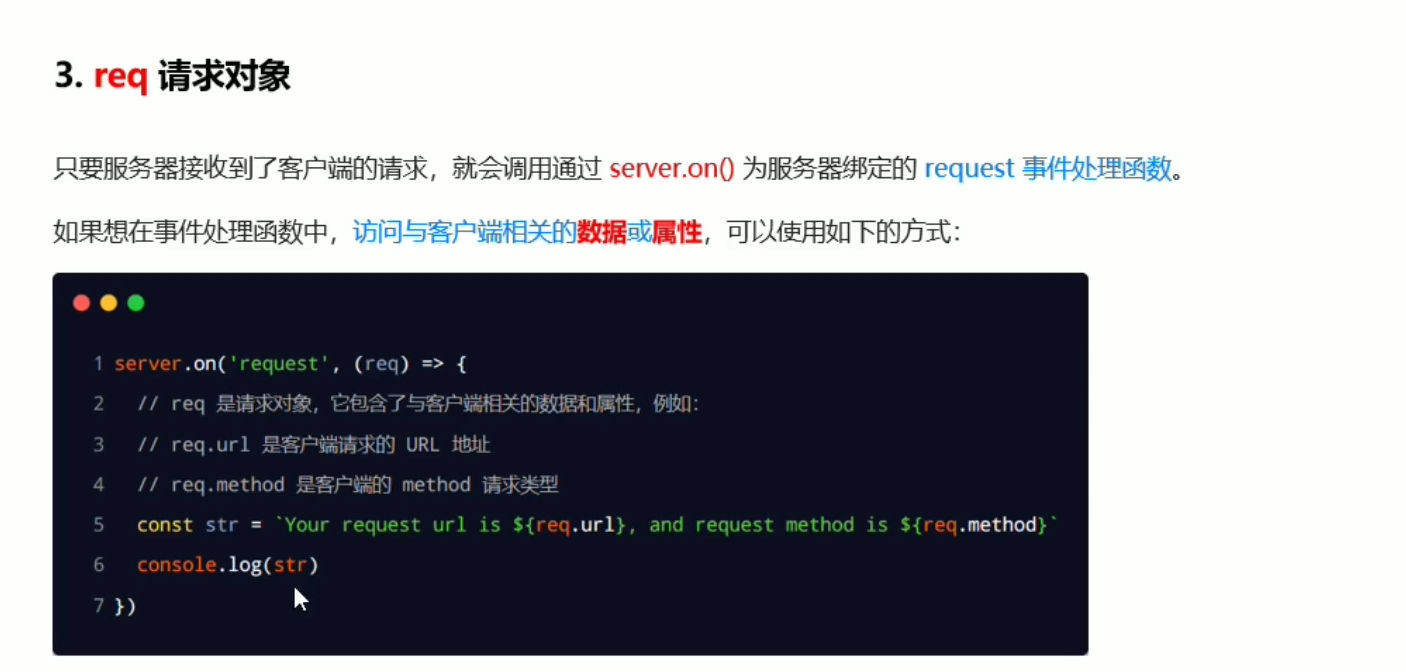 3. req 请求对象
只要服务器接收到了客户端的请求，就会调用通过 server.on() 为服务器绑定的 request 事件处理函数。
如果想在事件处理函数中，访问与客户端相关的数据或属性，可以使用如下的方式：
1 server.on('request', (req) => {
2   // req 是请求对象，它包含了与客户端相关的数据和属性，例如：
3   // req.url 是客户端请求的 URL 地址
4   // req.method 是客户端的 method 请求类型
5   const str = `Your request url is ${req.url}, and request method is ${req.method}`
6   console.log(str)
7 })